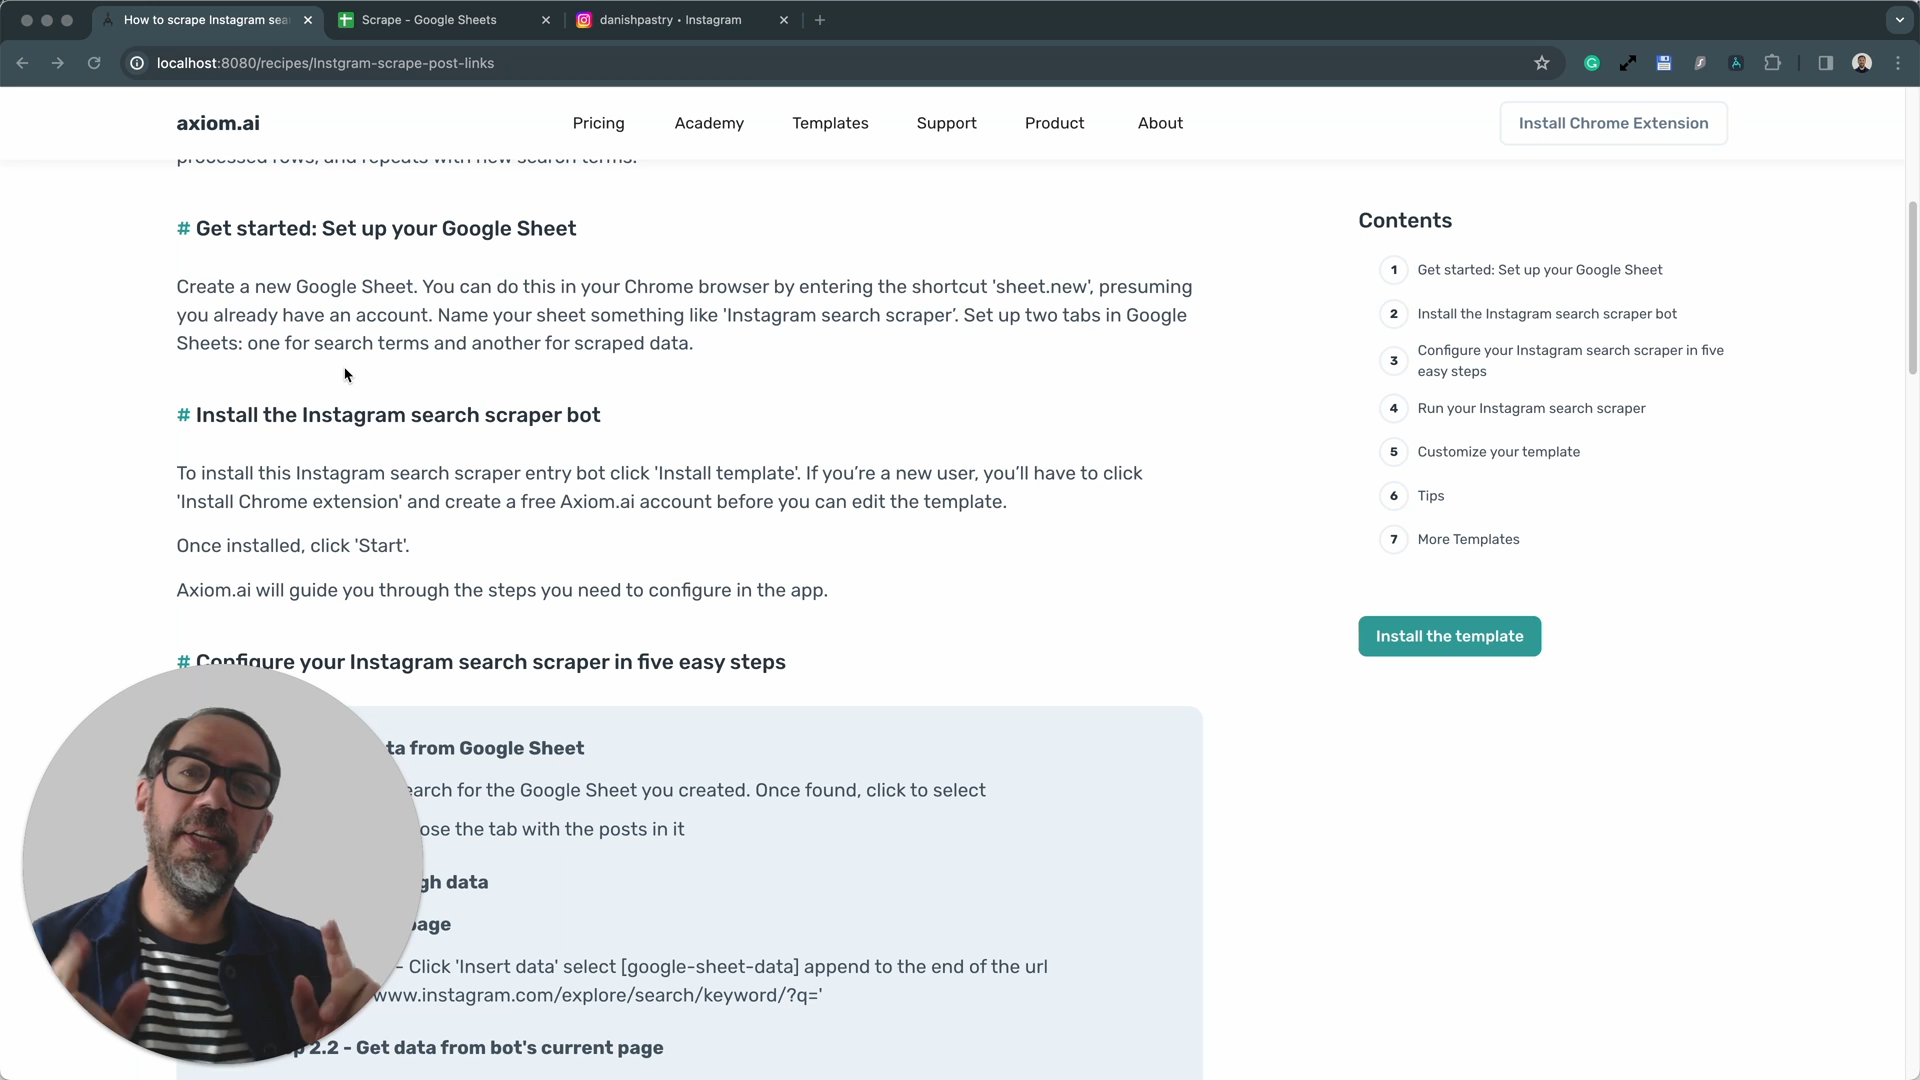 How to scrape Instagram sea
Scrape - Google Sheets
danishpastry • Instagram
localhost:8080/recipes/Instgram-scrape-post-links
axiom.ai
Pricing
Academy
Templates
Support
Product
About
Install Chrome Extension
processed rows, and repeats with new search terms.
# Get started: Set up your Google Sheet
Create a new Google Sheet. You can do this in your Chrome browser by entering the shortcut 'sheet.new', presuming
you already have an account. Name your sheet something like 'Instagram search scraper’. Set up two tabs in Google
Sheets: one for search terms and another for scraped data.
# Install the Instagram search scraper bot
To install this Instagram search scraper entry bot click 'Install template'. If you’re a new user, you’ll have to click
'Install Chrome extension' and create a free Axiom.ai account before you can edit the template.
Once installed, click 'Start'.
Axiom.ai will guide you through the steps you need to configure in the app.
# Configure your Instagram search scraper in five easy steps
ta from Google Sheet
earch for the Google Sheet you created. Once found, click to select
ose the tab with the posts in it
gh data
page
- Click 'Insert data' select [google-sheet-data] append to the end of the url
www.instagram.com/explore/search/keyword/?q='
p 2.2 - Get data from bot's current page
Contents
1 Get started: Set up your Google Sheet
2 Install the Instagram search scraper bot
3 Configure your Instagram search scraper in five
easy steps
4 Run your Instagram search scraper
5 Customize your template
6 Tips
7 More Templates
Install the template